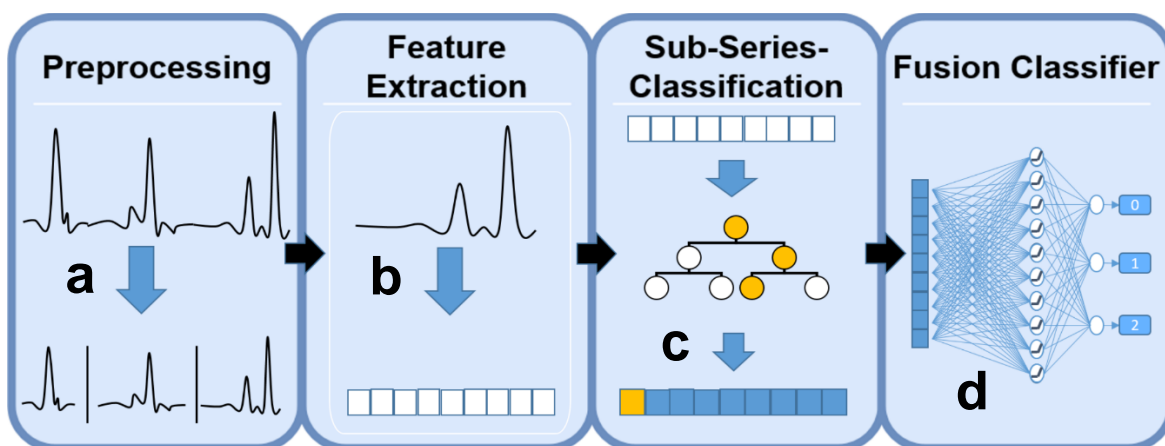 Preprocessing
Feature
Extraction
Sub-Series-
Classification
Fusion Classifier
a
b
c
d
0
1
2